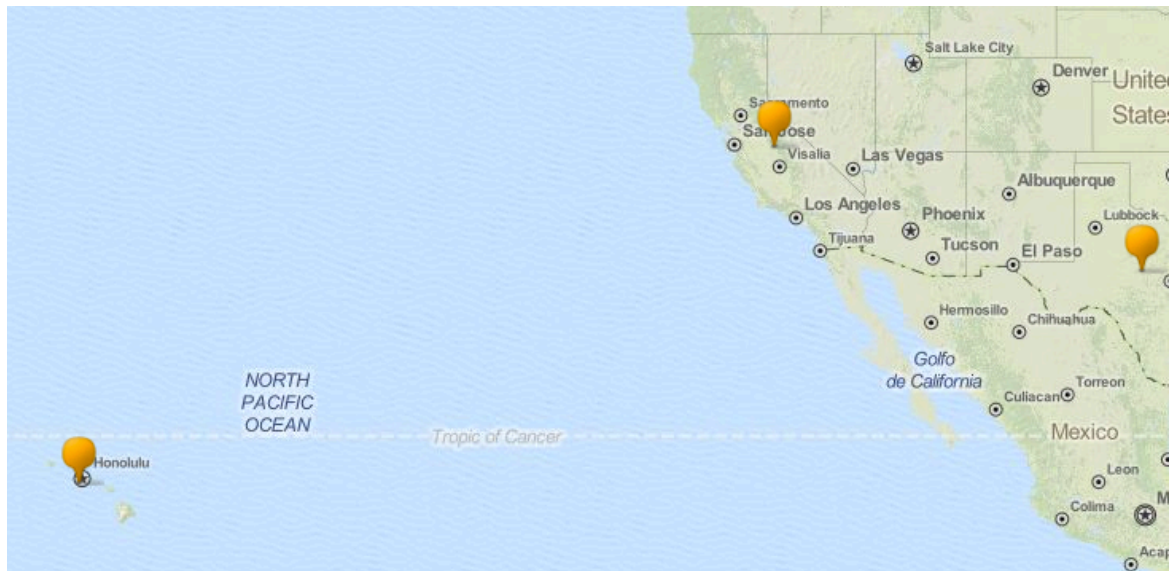 Salt Lake City
Denver
United
States
Sacramento
San Jose
Visalia
Las Vegas
Albuquerque
Los Angeles
Phoenix
Lubbock
Tijuana
Tucson
El Paso
Hermosillo
Chihuahua
Golfo
de California
NORTH
PACIFIC
OCEAN
Torreon
Culiacan
Tropic of Cancer
Mexico
Honolulu
Leon
Colima
M
Acap